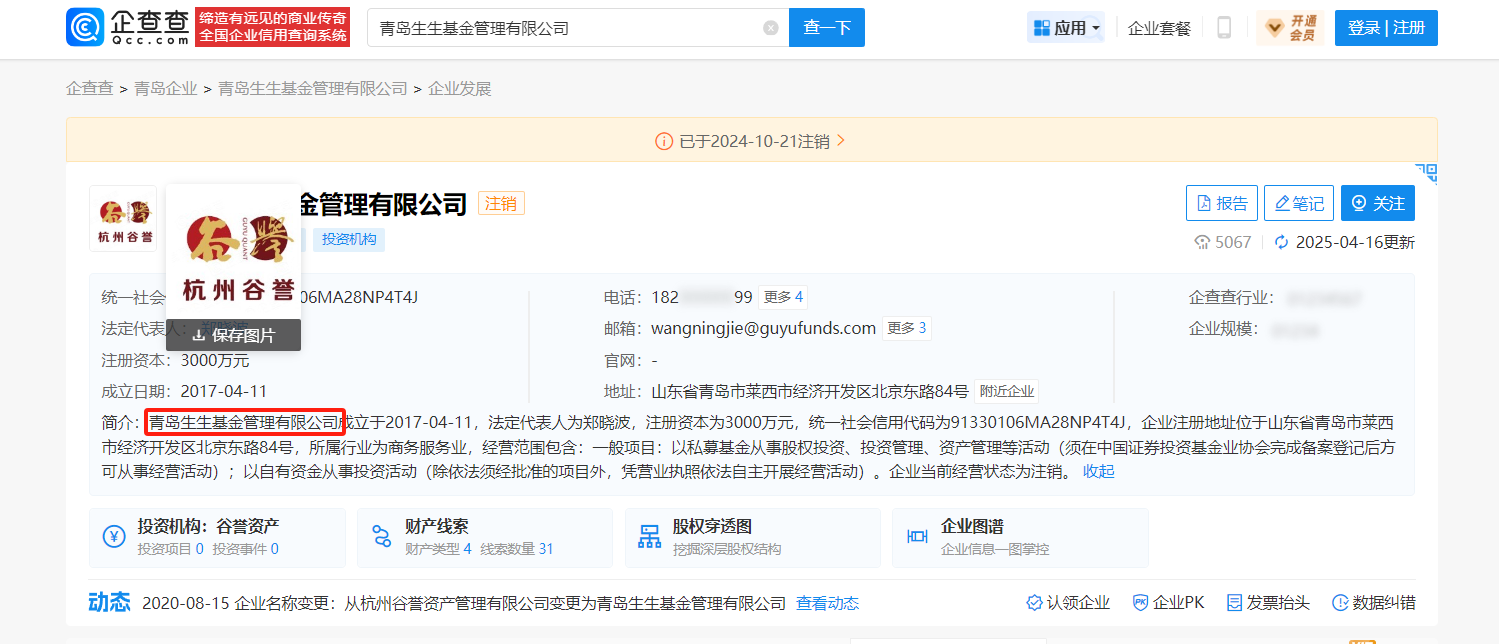 企查查
Qcc.com
缔造有远见的商业传奇
全国企业信用查询系统
青岛生生基金管理有限公司
查一下
应用
企业套餐
开通
会员
登录 | 注册
企查查 > 青岛企业 > 青岛生生基金管理有限公司 > 企业发展
已于2024-10-21注销
杭州谷誉
谷誉
GUYU QUANT
杭州谷誉
保存图片
金管理有限公司
注销
投资机构
报告
笔记
关注
5067
2025-04-16更新
统一社会
06MA28NP4T4J
法定代表人：
注册资本：3000万元
成立日期：2017-04-11
电话：182 99 更多 4
邮箱：wangningjie@guyufunds.com 更多 3
官网：-
地址：山东省青岛市莱西市经济开发区北京东路84号 附近企业
企查查行业：
企业规模：
简介：青岛生生基金管理有限公司成立于2017-04-11，法定代表人为郑晓波，注册资本为3000万元，统一社会信用代码为91330106MA28NP4T4J，企业注册地址位于山东省青岛市莱西
市经济开发区北京东路84号，所属行业为商务服务业，经营范围包含：一般项目：以私募基金从事股权投资、投资管理、资产管理等活动（须在中国证券投资基金业协会完成备案登记后方
可从事经营活动）；以自有资金从事投资活动（除依法须经批准的项目外，凭营业执照依法自主开展经营活动）。企业当前经营状态为注销。 收起
投资机构：谷誉资产
投资项目 0 投资事件 0
财产线索
财产类型 4 线索数量 31
股权穿透图
挖掘深层股权结构
企业图谱
企业信息一图掌控
动态 2020-08-15 企业名称变更：从杭州谷誉资产管理有限公司变更为青岛生生基金管理有限公司 查看动态
认领企业
企业PK
发票抬头
数据纠错